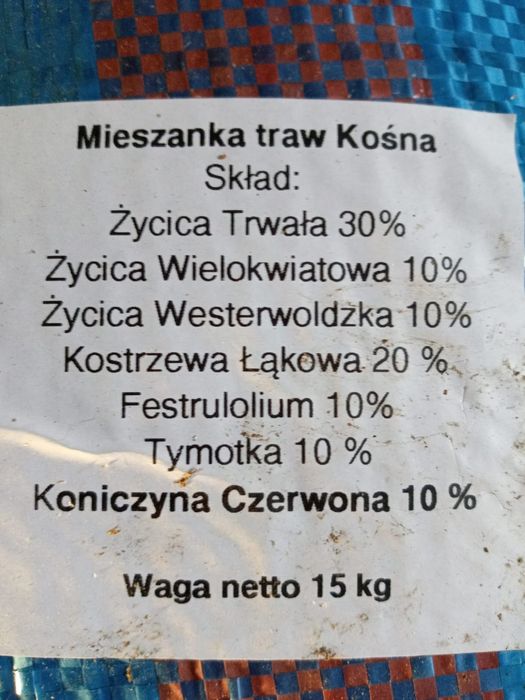 Mieszanka traw Kośna
Skład:
Życica Trwała 30%
Życica Wielokwiatowa 10%
Życica Westerwoldzka 10%
Kostrzewa Łąkowa 20 %
Festrulolium 10%
Tymotka 10 %
Koniczyna Czerwona 10 %
Waga netto 15 kg